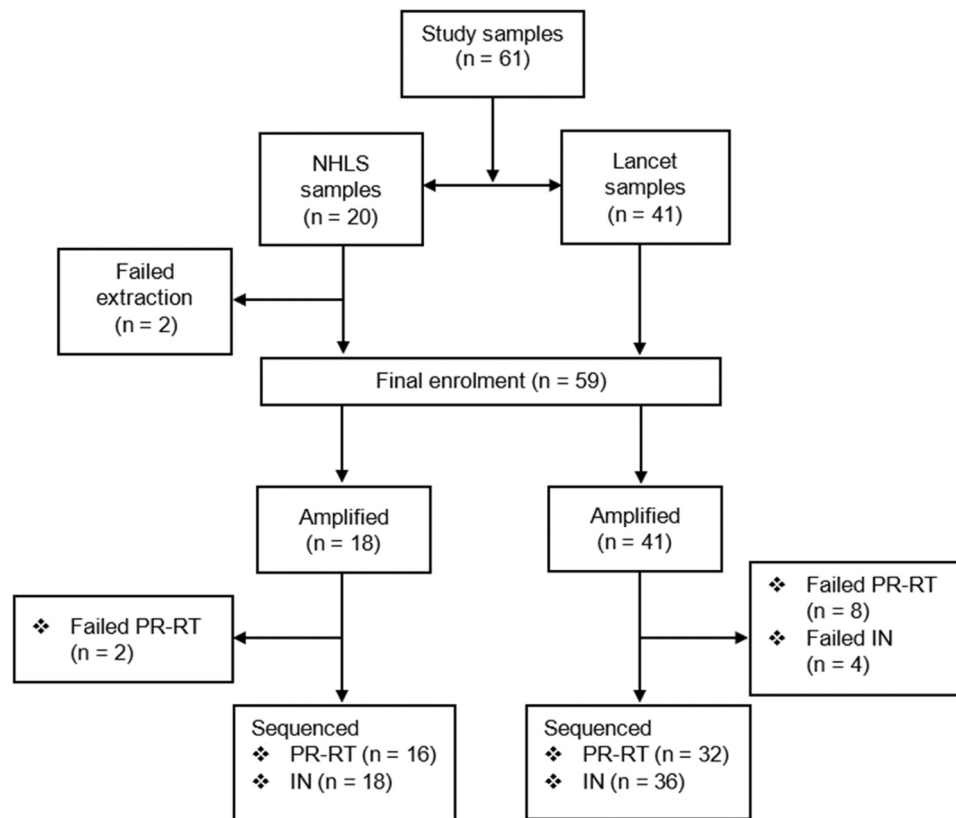 Study samples
(n = 61)
NHLS
samples
(n = 20)
Lancet
samples
(n = 41)
Failed
extraction
(n = 2)
Final enrolment (n = 59)
Amplified
(n = 18)
Amplified
(n = 41)
❖ Failed PR-RT
(n = 2)
❖ Failed PR-RT
(n = 8)
❖ Failed IN
(n = 4)
Sequenced
❖ PR-RT (n = 16)
❖ IN (n = 18)
Sequenced
❖ PR-RT (n = 32)
❖ IN (n = 36)